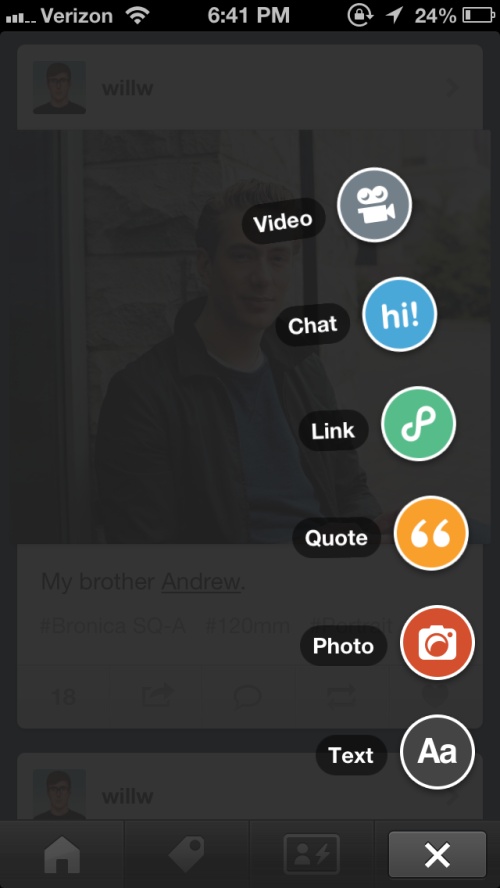 Verizon 6:41 PM 24%
willw
Video
Chat hi!
Link
Quote
My brother Andrew.
#Bronica SQ-A #120mm #Portrait
Photo
18
Text Aa
willw